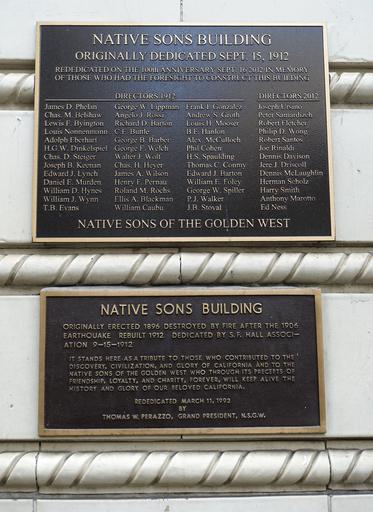 NATIVE SONS BUILDING
ORIGINALLY DEDICATED SEPT. 15, 1912
REDEDICATED ON THE 100th ANNIVERSARY SEPT. 16 2012 IN MEMORY
OF THOSE WHO HAD THE FORESIGHT TO CONSTRUCT THIS BUILDING
DIRECTORS 1912 DIRECTORS 2012
James D. Phelan George W. Lippman Frank F. Gonzalez Joseph Ursino
Chas. M. Belshaw Angelo J. Rossi Andrew S. Groth Peter Santadzich
Lewis F. Byington Richard D. Barton Louis H. Mooser Robert Fletcher
Louis Nonnenmann C.E. Buttle B.E. Hanlon Philip D. Wong
Adolph Eberhart George B. Barber Alex. McCulloch Robert Santos
H.G.W. Dinkelspiel George F. Welch Phil Cohen Joe Rinaldi
Chas. D. Steiger Walter J. Wolf H.S. Spaulding Dennis Davison
Joseph B. Keenan Chas. H. Heyer Thomas C. Conmy Jere J. Driscoll
Edward J. Lynch James A. Wilson Edward J. Barton Dennis McLaughlin
Daniel E. Murden Henry F. Pernau William E. Foley Herman Scholz
William D. Hynes Roland M. Rochs George W. Spiller Harry Smith
William J. Wynn Ellis A. Blackman P.J. Walker Anthony Marotto
T.B. Evans William Caubu J.B. Stoval Ed Ness
NATIVE SONS OF THE GOLDEN WEST
NATIVE SONS BUILDING
ORIGINALLY ERECTED 1896 DESTROYED BY FIRE AFTER THE 1906
EARTHQUAKE REBUILT 1912 DEDICATED BY S.F. HALL ASSOCI-
ATION 9-15-1912
IT STANDS HERE AS A TRIBUTE TO THOSE WHO CONTRIBUTED TO THE
DISCOVERY, CIVILIZATION, AND GLORY OF CALIFORNIA AND TO THE
NATIVE SONS OF THE GOLDEN WEST WHO THROUGH ITS PRECEPTS OF
FRIENDSHIP, LOYALTY, AND CHARITY, FOREVER, WILL KEEP ALIVE THE
HISTORY AND GLORY OF OUR BELOVED CALIFORNIA.
REDEDICATED MARCH 11, 1992
BY
THOMAS W. PERAZZO, GRAND PRESIDENT, N.S.G.W.